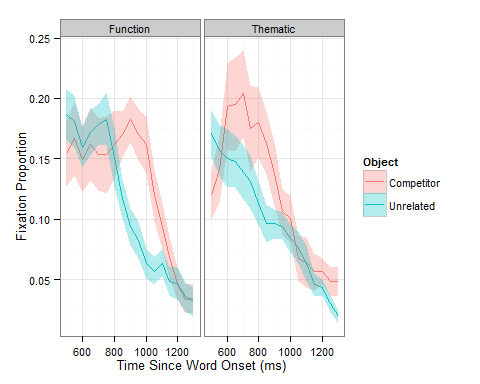 Function Thematic
0.25
0.20
0.15
0.10
0.05
Fixation Proportion
600 800 1000 1200 600 800 1000 1200
Time Since Word Onset (ms)
Object
Competitor
Unrelated